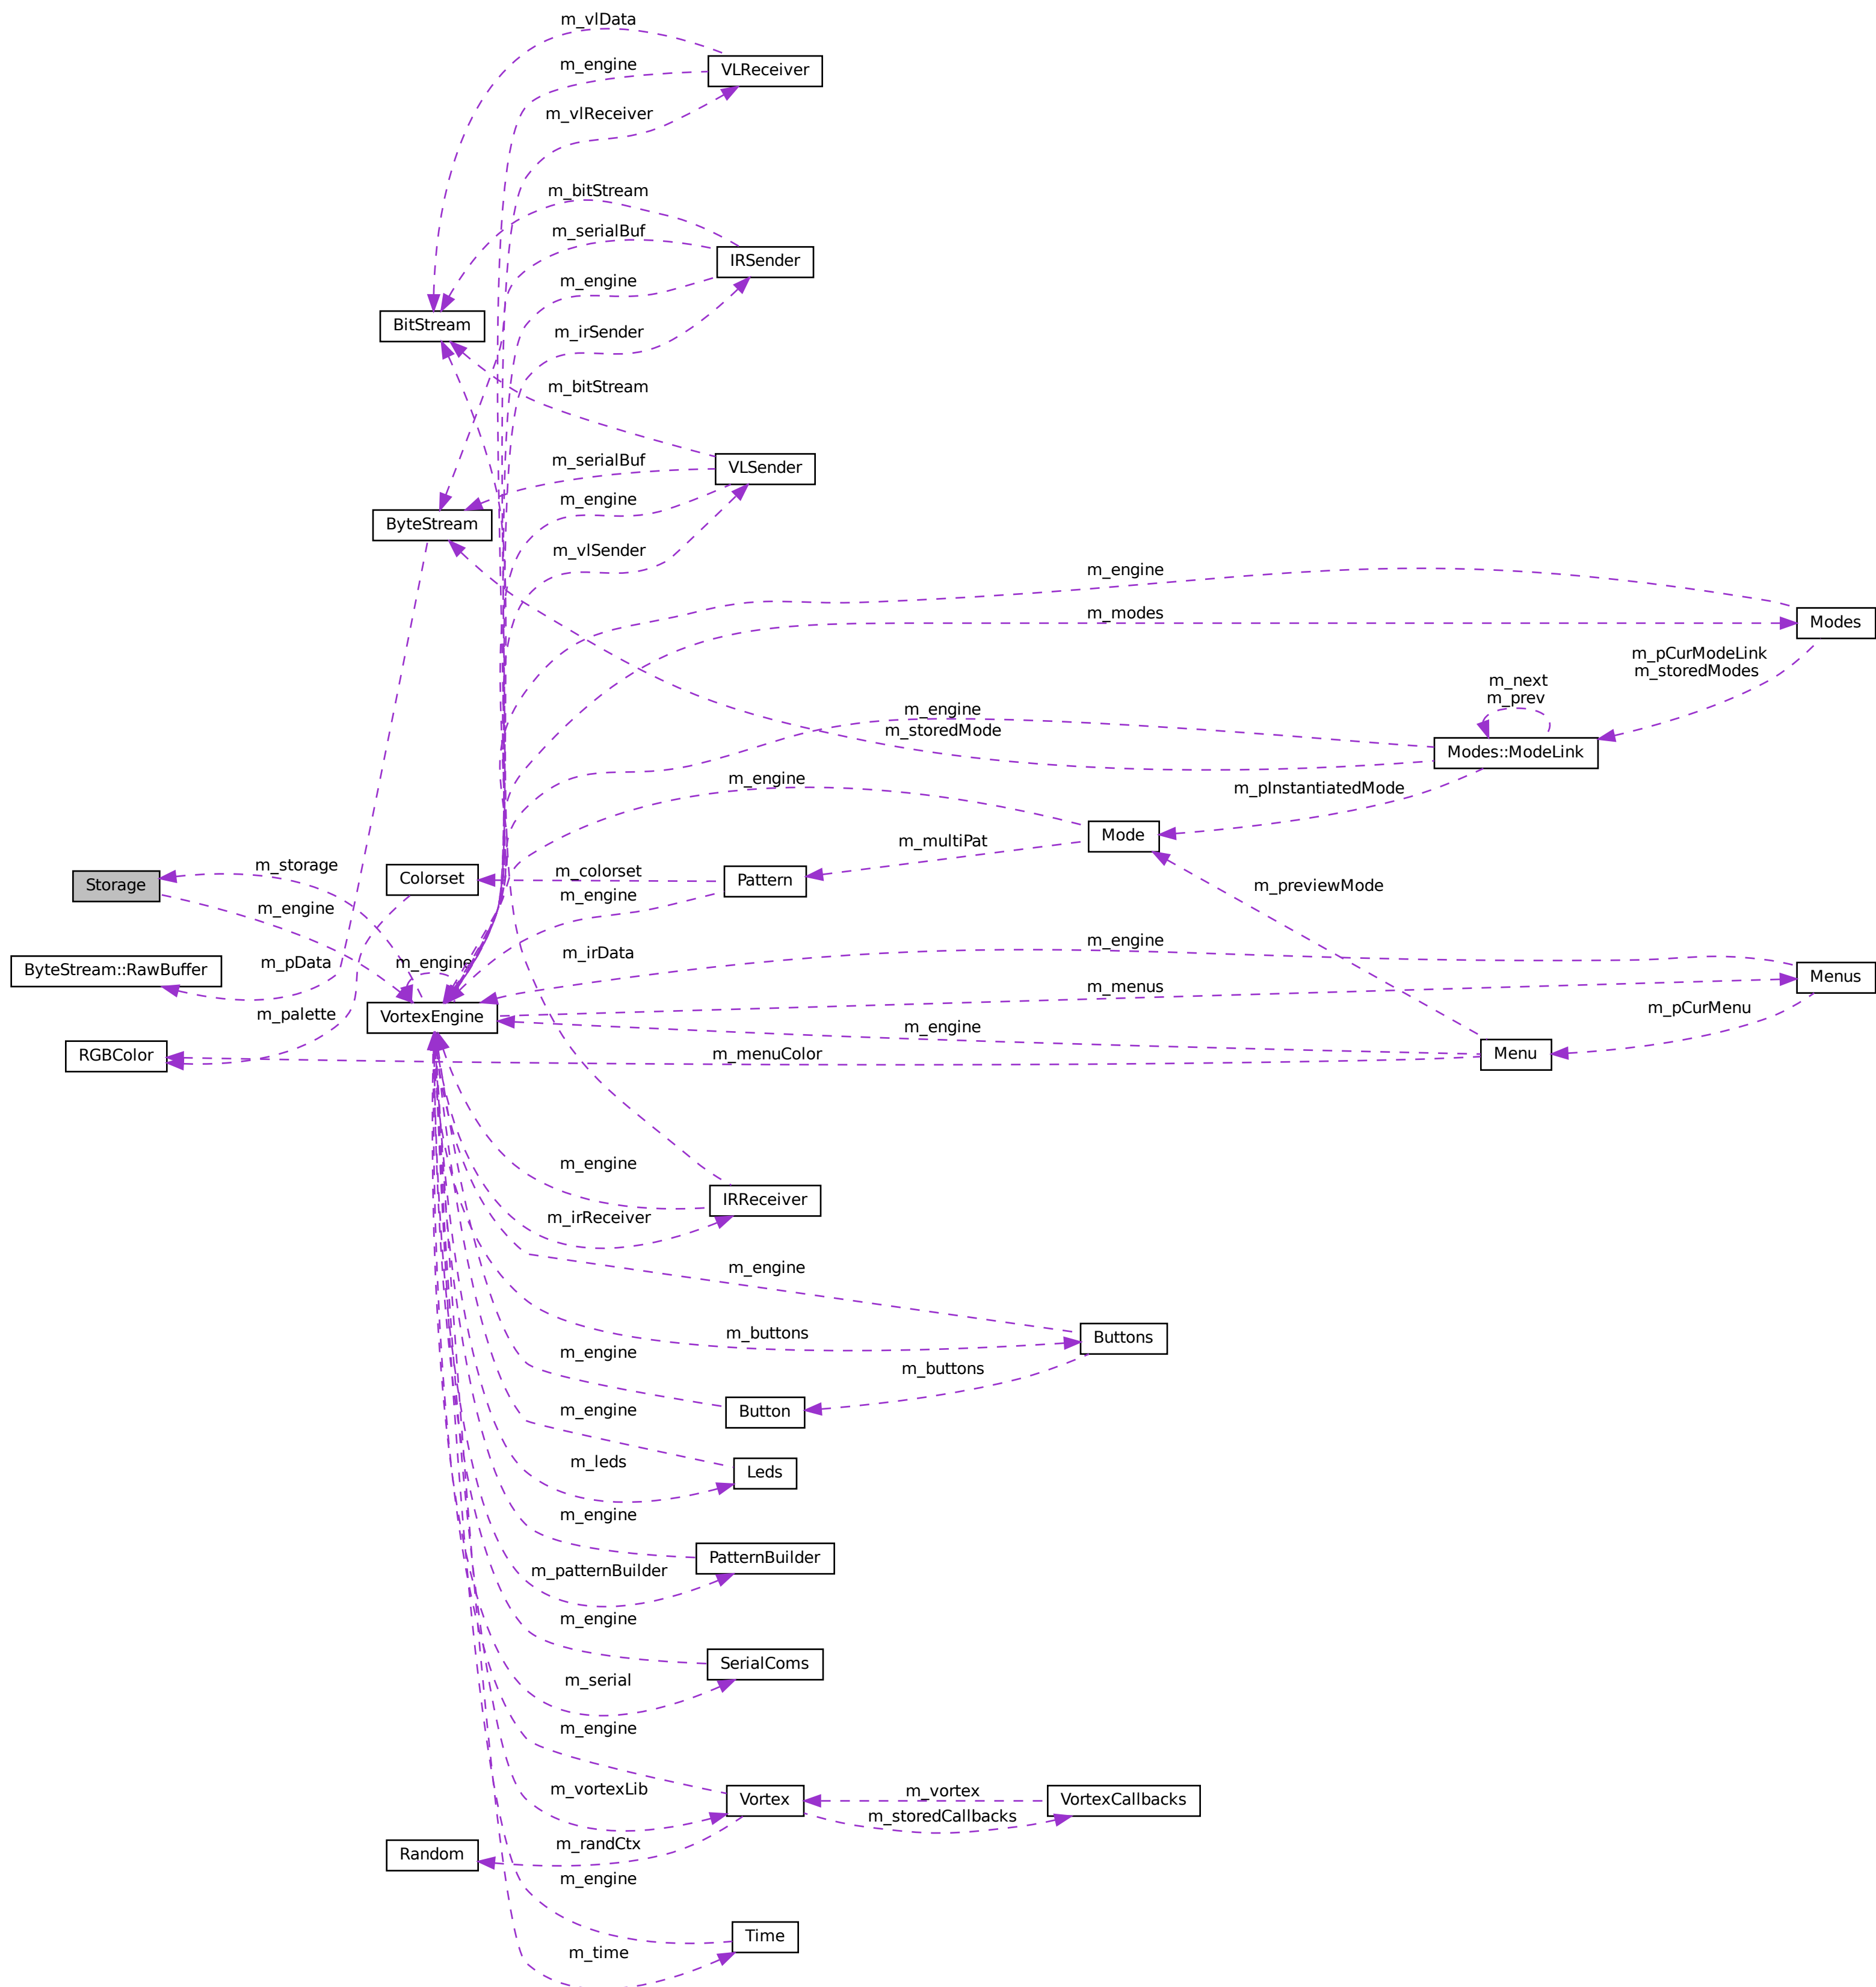 m_vlData
VLReceiver
m_engine
m_vlReceiver
m_bitStream
m_serialBuf
IRSender
m_engine
BitStream
m_irSender
m_bitStream
m_serialBuf
VLSender
m_engine
ByteStream
m_vlSender
m_engine
m_modes
Modes
m_pCurModeLink
m_storedModes
m_next
m_prev
m_engine
m_storedMode
Modes::ModeLink
m_engine
m_pInstantiatedMode
Mode
m_multiPat
m_storage
Storage
Colorset
m_colorset
Pattern
m_previewMode
m_engine
m_engine
m_engine
m_irData
ByteStream::RawBuffer
m_pData
m_engine
m_menus
Menus
m_palette
VortexEngine
m_pCurMenu
m_engine
RGBColor
m_menuColor
Menu
m_engine
IRReceiver
m_irReceiver
m_engine
m_buttons
Buttons
m_engine
m_buttons
Button
m_engine
m_leds
Leds
m_engine
PatternBuilder
m_patternBuilder
m_engine
SerialComs
m_serial
m_engine
m_vortexLib
Vortex
m_vortex
VortexCallbacks
m_storedCallbacks
m_randCtx
Random
m_engine
Time
m_time